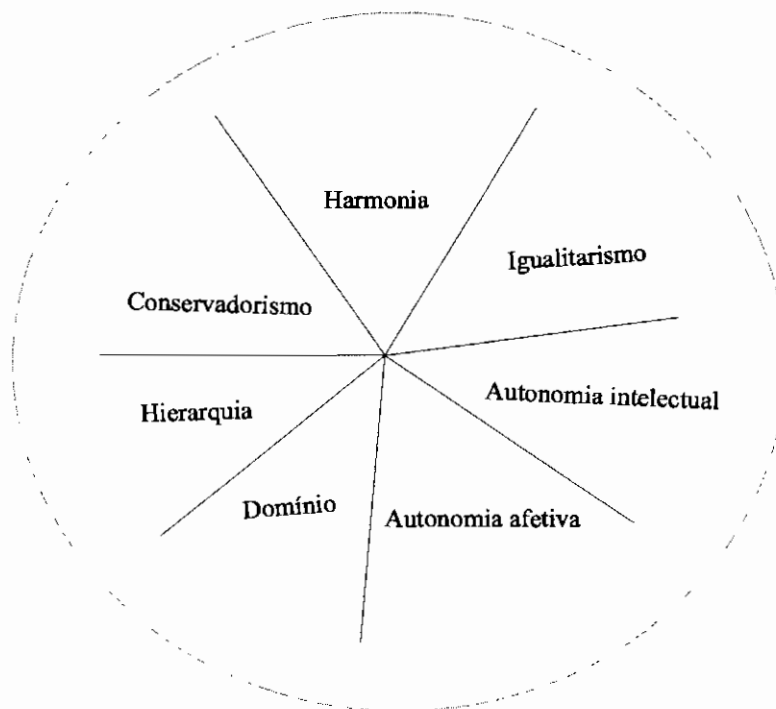 Harmonia
Igualitarismo
Conservadorismo
Autonomia intelectual
Hierarquia
Domínio
Autonomia afetiva